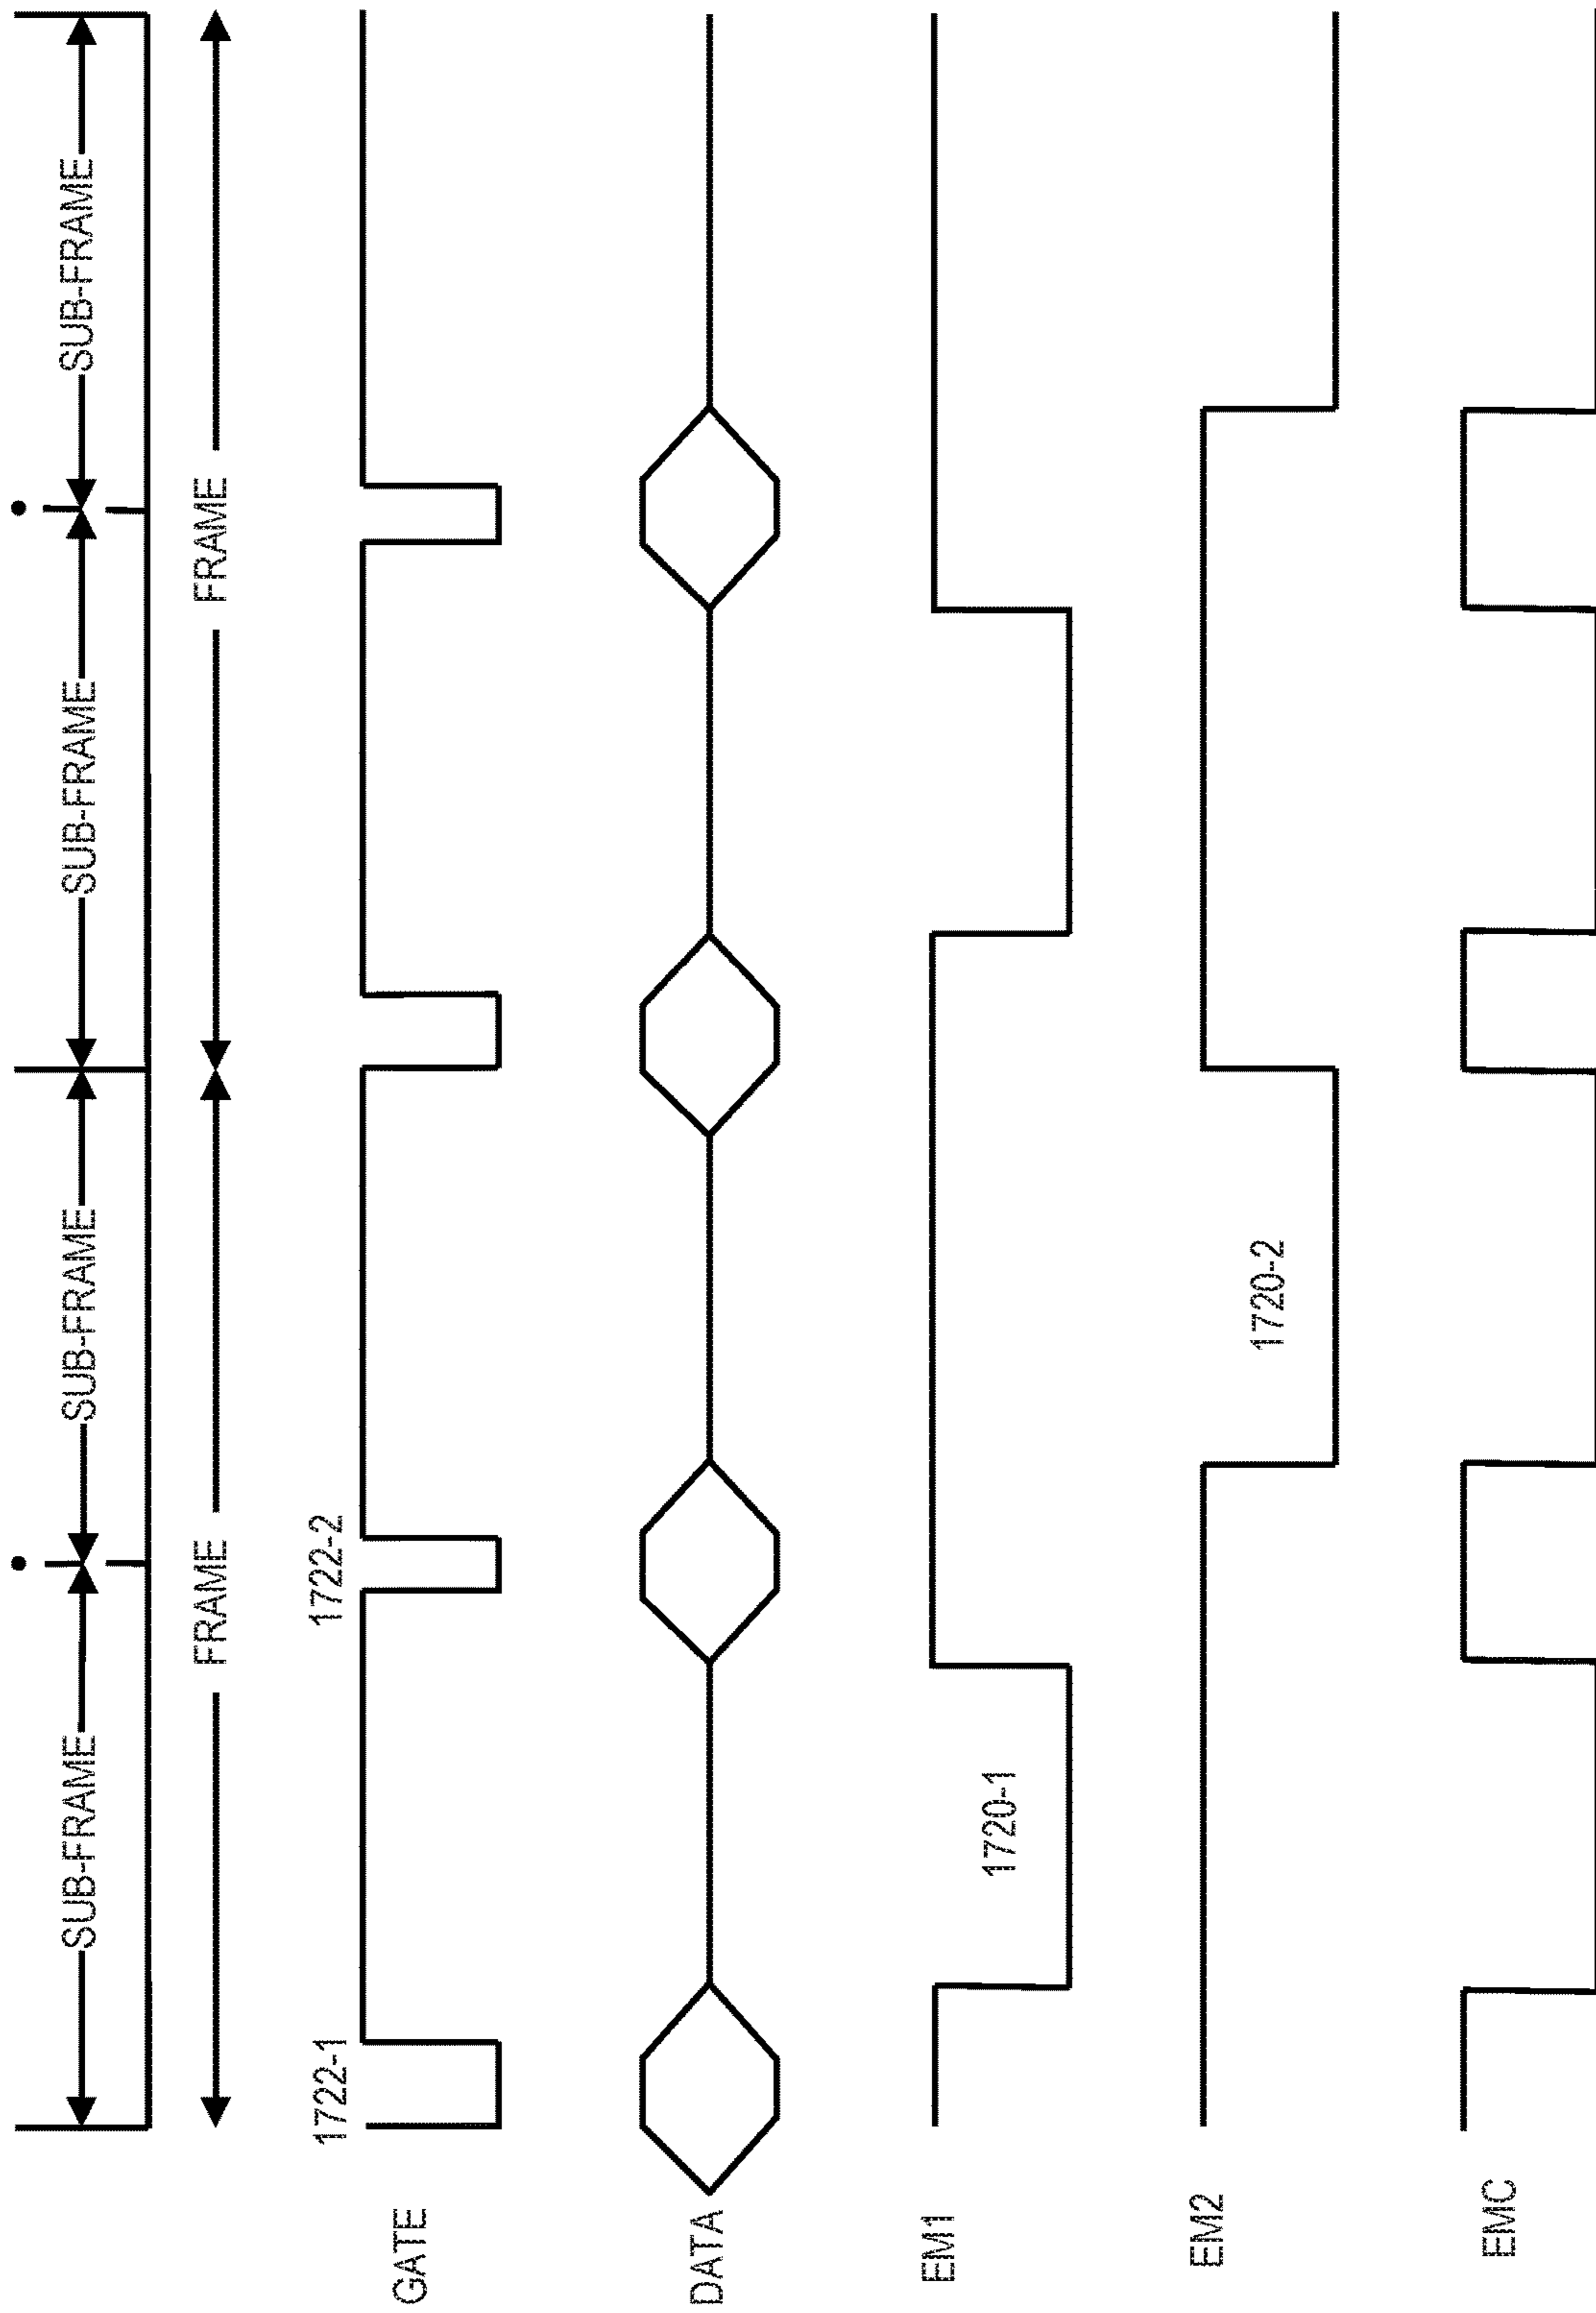 SUB-FRAME SUB-FRAME SUB-FRAME SUB-FRAME
FRAME FRAME
1722-1 1722-2
GATE
DATA
EM1
1720-1
EM2
1720-2
EMC